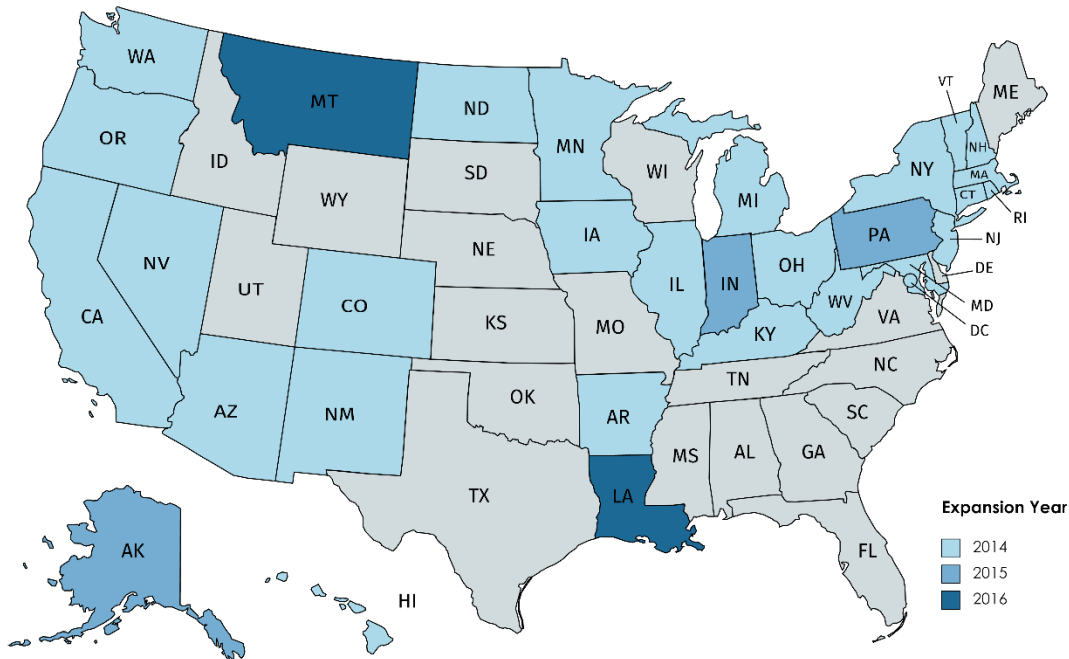 WA
MT
ND
VT
ME
OR
MN
NH
ID
SD
WI
NY
MA
WY
MI
CT
RI
IA
PA
NJ
NE
NV
OH
DE
UT
IL
IN
CO
WV
MD
CA
KS
MO
VA
DC
KY
NC
TN
OK
AZ
NM
AR
SC
MS
AL
GA
TX
LA
Expansion Year
AK
FL
2014
2015
HI
2016